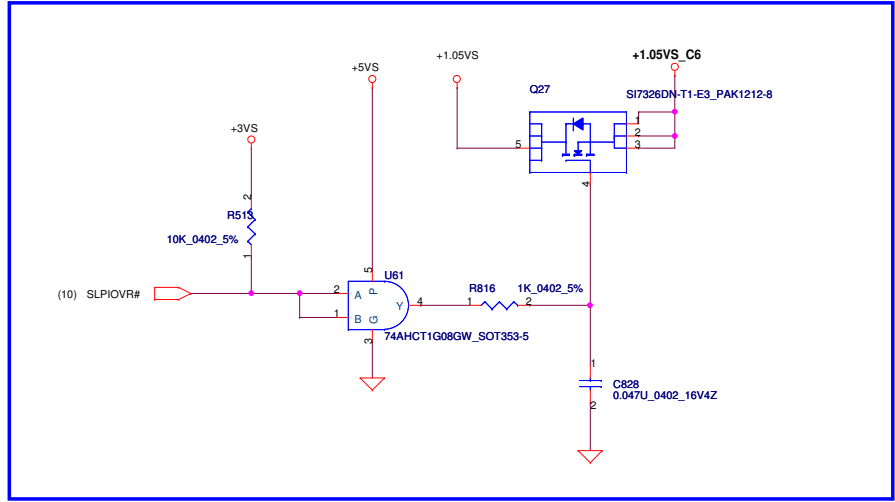 +1.05VS
+1.05VS_C6
+5VS
Q27
SI7326DN-T1-E3_PAK1212-8
1
2
3
5
4
+3VS
2
R513
10K_0402_5%
1
5
U61
(10) SLPIOVR#
2
A
P
Y
4
1
B
G
R816
1K_0402_5%
1
2
3
74AHCT1G08GW_SOT353-5
1
C828
0.047U_0402_16V4Z
2